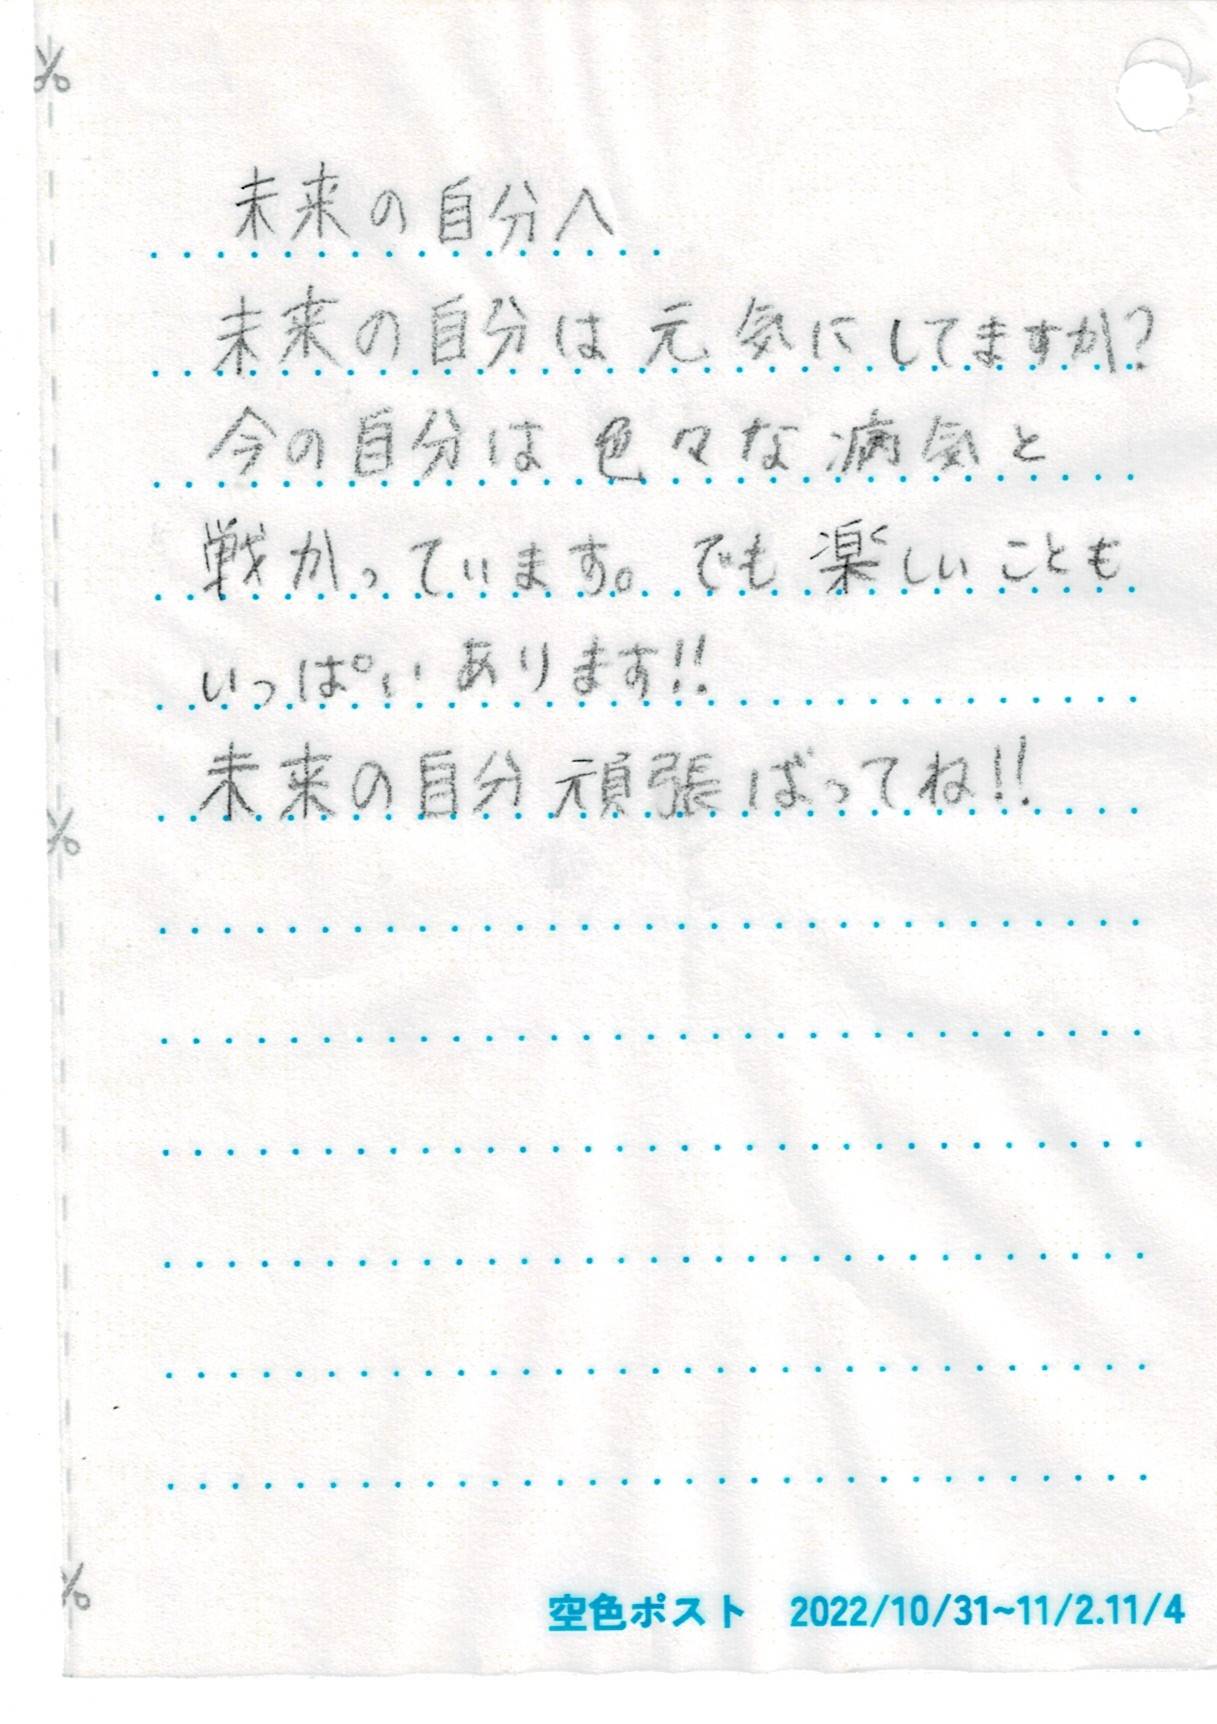 未来の自分へ
未来の自分は元気にしてますか?
今の自分は色々な病気と
戦かっています。でも楽しいことも
いっぱいあります!!
未来の自分頑張ばってね!!
空色ポスト 2022/10/31~11/2.11/4